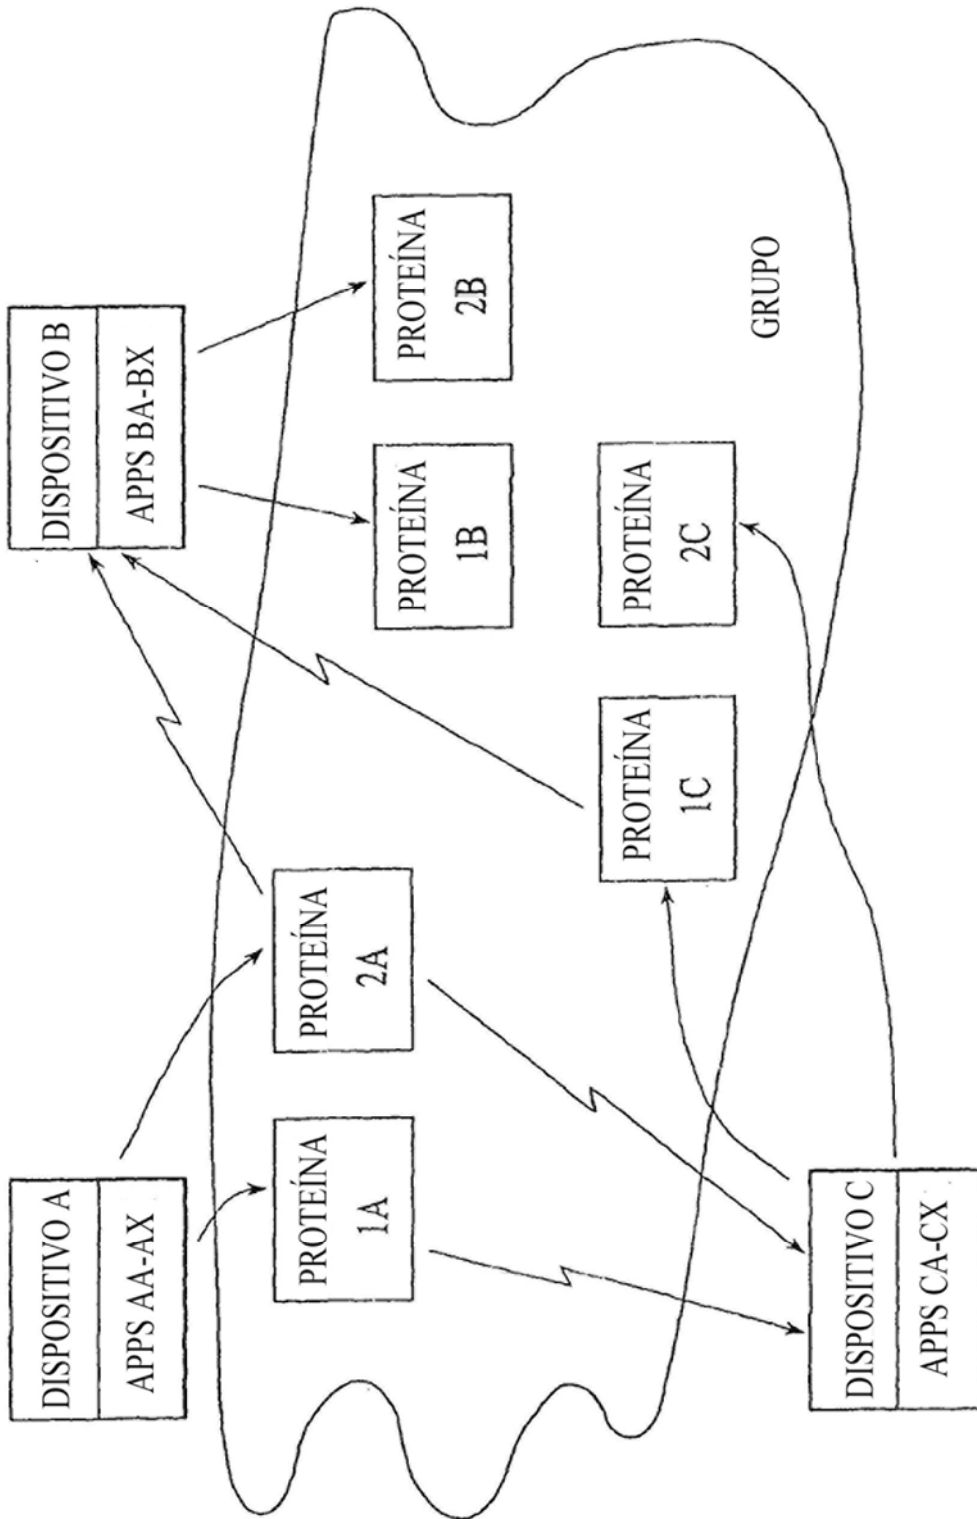 DISPOSITIVO A
APPS AA-AX
DISPOSITIVO B
APPS BA-BX
PROTEÍNA
1A
PROTEÍNA
2A
PROTEÍNA
1B
PROTEÍNA
2B
PROTEÍNA
1C
PROTEÍNA
2C
GRUPO
DISPOSITIVO C
APPS CA-CX